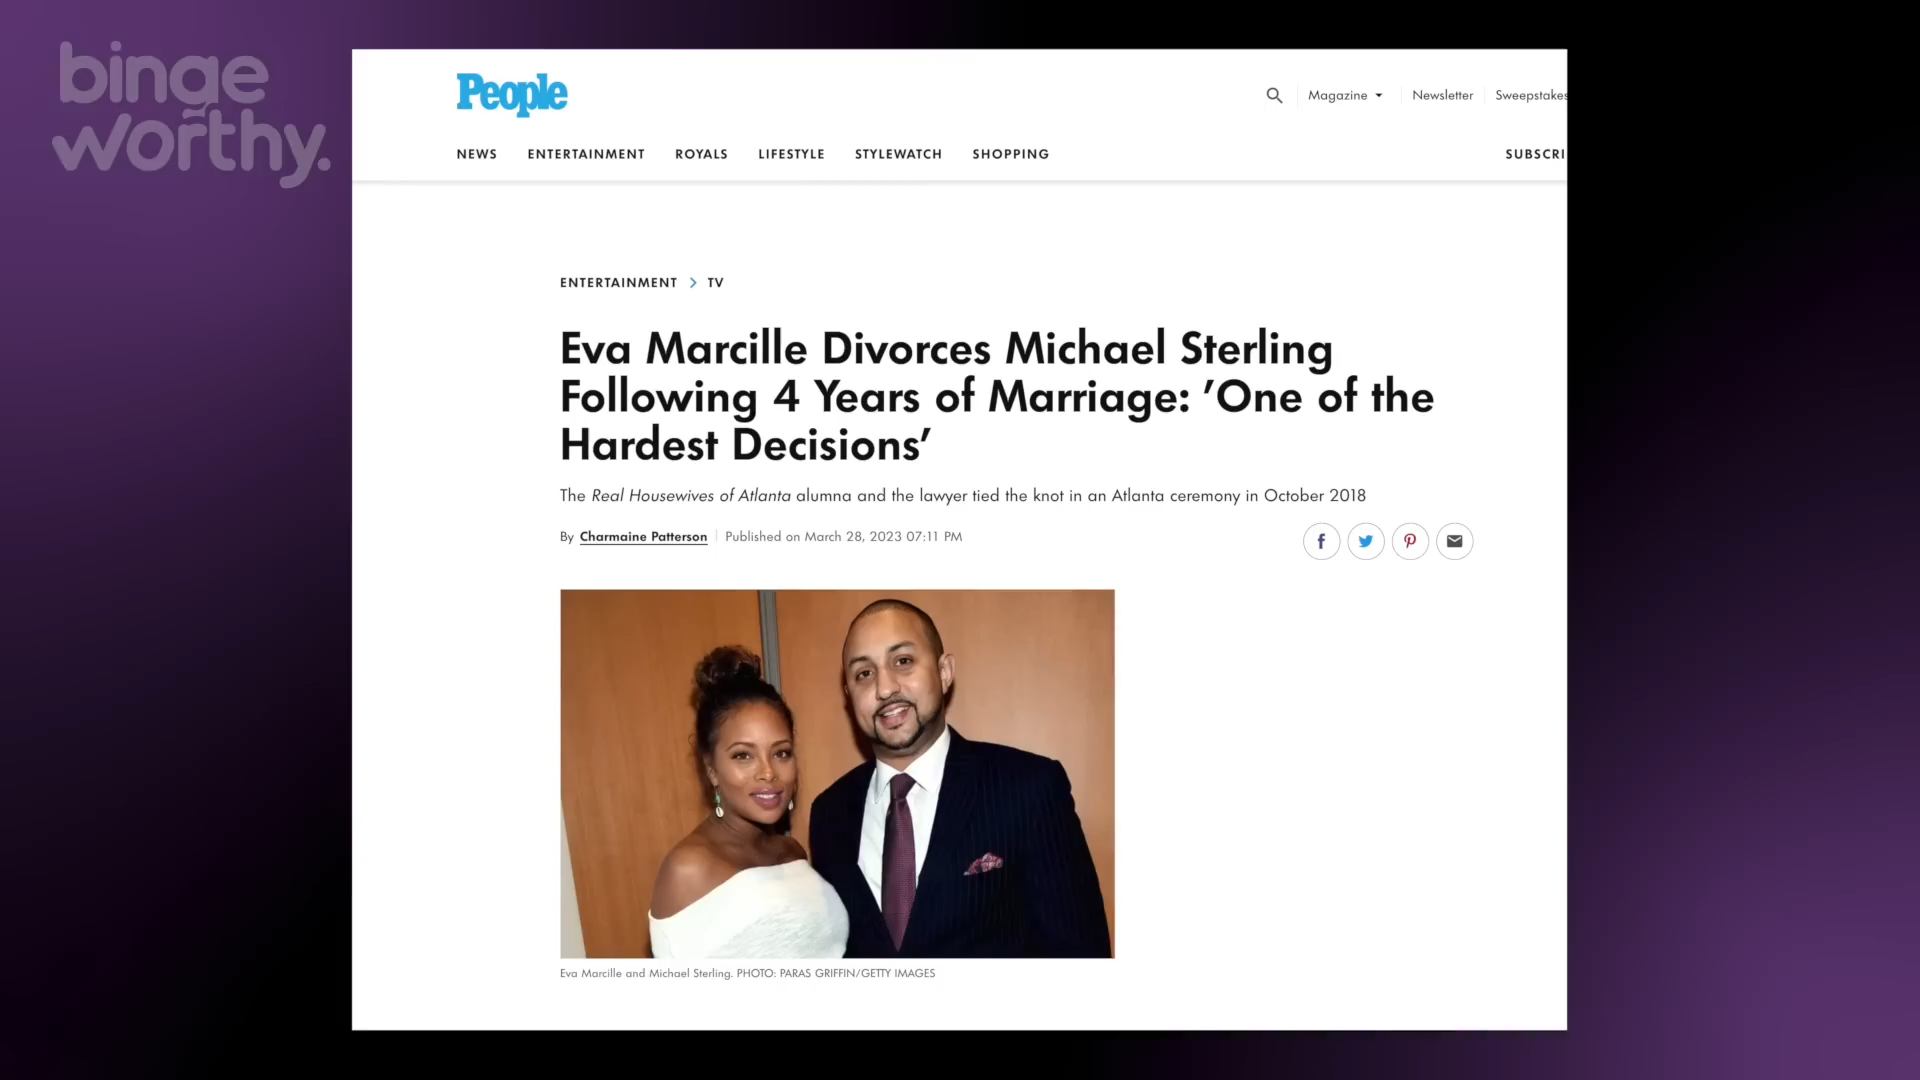 binge
worthy.
People
Magazine
Newsletter
Sweepstakes
NEWS
ENTERTAINMENT
ROYALS
LIFESTYLE
STYLEWATCH
SHOPPING
SUBSCRI
ENTERTAINMENT > TV
Eva Marcille Divorces Michael Sterling
Following 4 Years of Marriage: ’One of the
Hardest Decisions’
The Real Housewives of Atlanta alumna and the lawyer tied the knot in an Atlanta ceremony in October 2018
By Charmaine Patterson | Published on March 28, 2023 07:11 PM
Eva Marcille and Michael Sterling. PHOTO: PARAS GRIFFIN/GETTY IMAGES